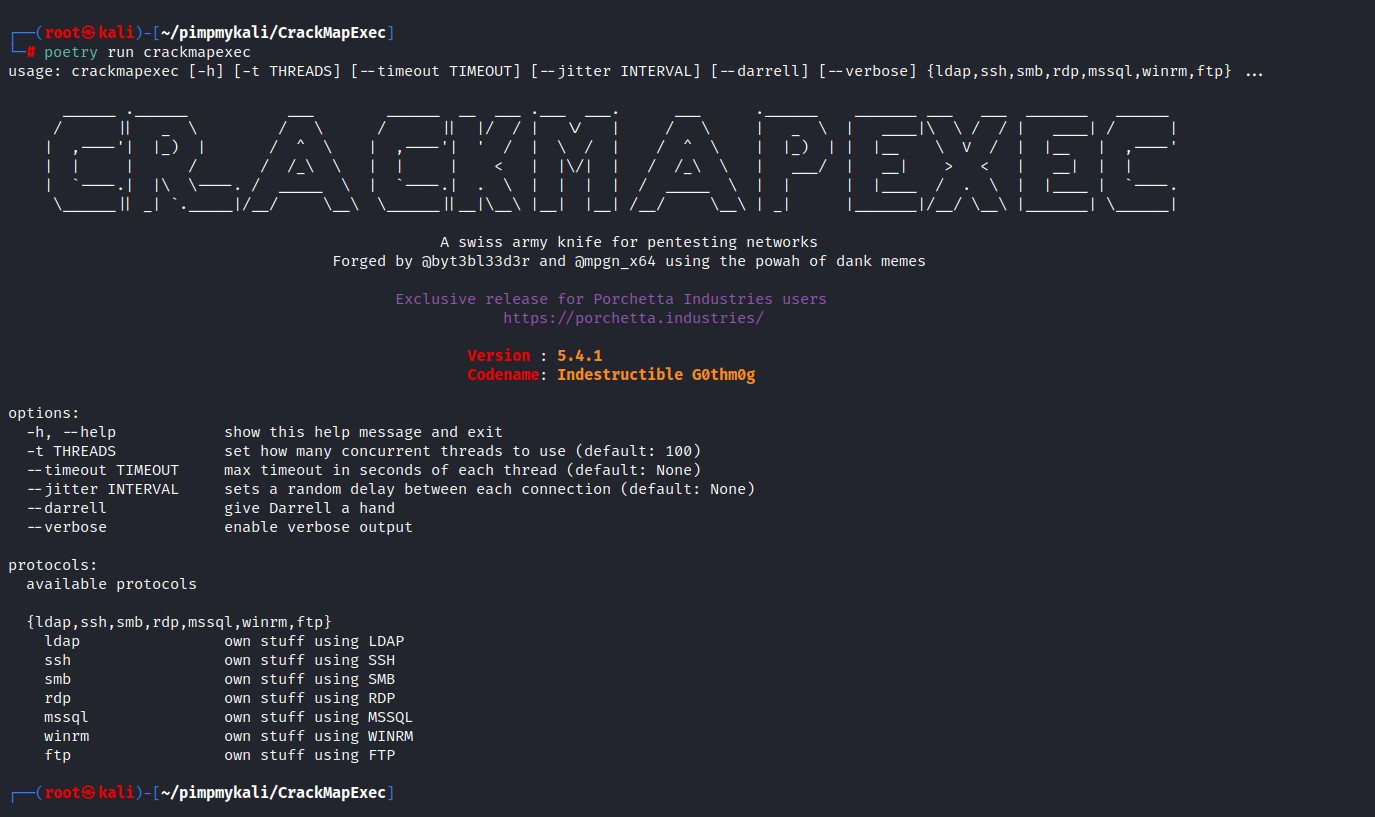 ┌──(root㉿kali)-[~/pimpmykali/CrackMapExec]
└─# poetry run crackmapexec
usage: crackmapexec [-h] [-t THREADS] [--timeout TIMEOUT] [--jitter INTERVAL] [--darrell] [--verbose] {ldap,ssh,smb,rdp,mssql,winrm,ftp} ...
CRACKMAPEXEC
A swiss army knife for pentesting networks
Forged by @byt3bl33d3r and @mpgn_x64 using the powah of dank memes
Exclusive release for Porchetta Industries users
https://porchetta.industries/
Version : 5.4.1
Codename: Indestructible G0thm0g
options:
-h, --help show this help message and exit
-t THREADS set how many concurrent threads to use (default: 100)
--timeout TIMEOUT max timeout in seconds of each thread (default: None)
--jitter INTERVAL sets a random delay between each connection (default: None)
--darrell give Darrell a hand
--verbose enable verbose output
protocols:
available protocols
{ldap,ssh,smb,rdp,mssql,winrm,ftp}
ldap own stuff using LDAP
ssh own stuff using SSH
smb own stuff using SMB
rdp own stuff using RDP
mssql own stuff using MSSQL
winrm own stuff using WINRM
ftp own stuff using FTP
┌──(root㉿kali)-[~/pimpmykali/CrackMapExec]